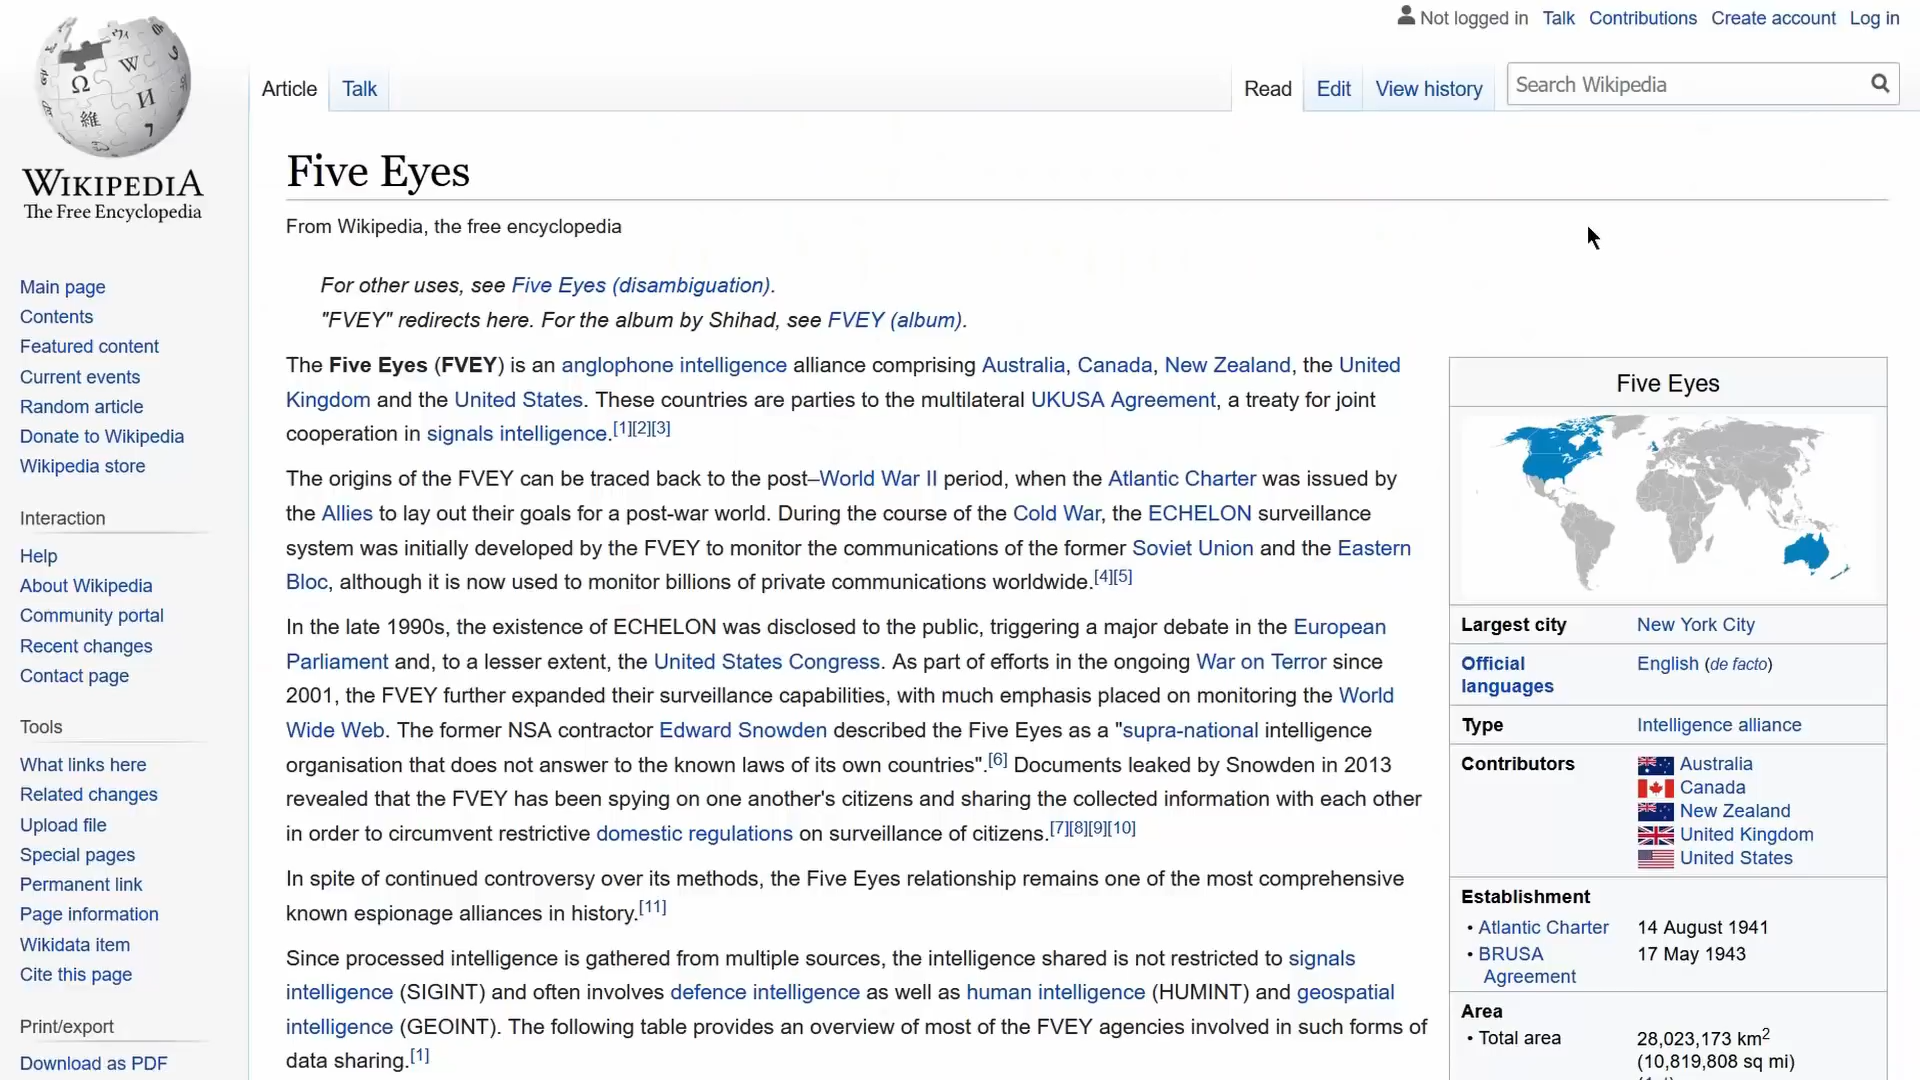 Not logged in Talk Contributions Create account Log in
Article Talk Read Edit View history Search Wikipedia
WIKIPEDIA
The Free Encyclopedia
Main page
Contents
Featured content
Current events
Random article
Donate to Wikipedia
Wikipedia store
Interaction
Help
About Wikipedia
Community portal
Recent changes
Contact page
Tools
What links here
Related changes
Upload file
Special pages
Permanent link
Page information
Wikidata item
Cite this page
Print/export
Download as PDF
Five Eyes
From Wikipedia, the free encyclopedia
For other uses, see Five Eyes (disambiguation).
"FVEY" redirects here. For the album by Shihad, see FVEY (album).
The Five Eyes (FVEY) is an anglophone intelligence alliance comprising Australia, Canada, New Zealand, the United
Kingdom and the United States. These countries are parties to the multilateral UKUSA Agreement, a treaty for joint
cooperation in signals intelligence.[1][2][3]
The origins of the FVEY can be traced back to the post–World War II period, when the Atlantic Charter was issued by
the Allies to lay out their goals for a post-war world. During the course of the Cold War, the ECHELON surveillance
system was initially developed by the FVEY to monitor the communications of the former Soviet Union and the Eastern
Bloc, although it is now used to monitor billions of private communications worldwide.[4][5]
In the late 1990s, the existence of ECHELON was disclosed to the public, triggering a major debate in the European
Parliament and, to a lesser extent, the United States Congress. As part of efforts in the ongoing War on Terror since
2001, the FVEY further expanded their surveillance capabilities, with much emphasis placed on monitoring the World
Wide Web. The former NSA contractor Edward Snowden described the Five Eyes as a "supra-national intelligence
organisation that does not answer to the known laws of its own countries".[6] Documents leaked by Snowden in 2013
revealed that the FVEY has been spying on one another's citizens and sharing the collected information with each other
in order to circumvent restrictive domestic regulations on surveillance of citizens.[7][8][9][10]
In spite of continued controversy over its methods, the Five Eyes relationship remains one of the most comprehensive
known espionage alliances in history.[11]
Since processed intelligence is gathered from multiple sources, the intelligence shared is not restricted to signals
intelligence (SIGINT) and often involves defence intelligence as well as human intelligence (HUMINT) and geospatial
intelligence (GEOINT). The following table provides an overview of most of the FVEY agencies involved in such forms of
data sharing.[1]
Five Eyes
Largest city New York City
Official English (de facto)
languages
Type Intelligence alliance
Contributors Australia
Canada
New Zealand
United Kingdom
United States
Establishment
• Atlantic Charter 14 August 1941
• BRUSA 17 May 1943
Agreement
Area
• Total area 28,023,173 km2
(10,819,808 sq mi)